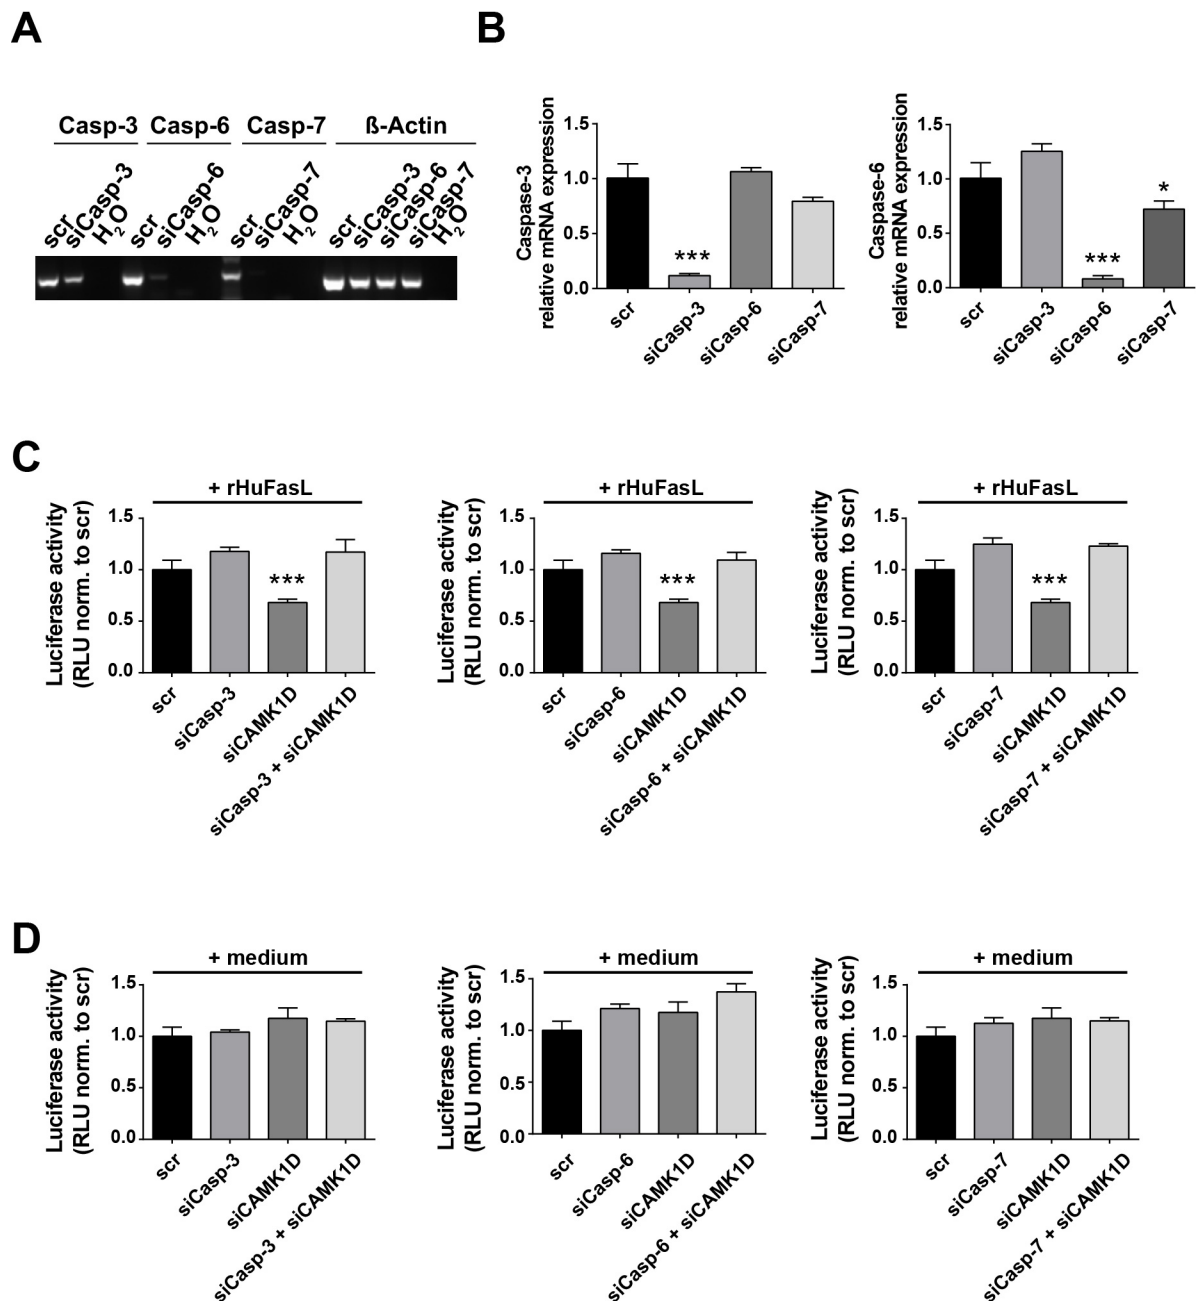 A
Casp-3 Casp-6 Casp-7 ß-Actin
scr siCasp-3 H2O scr siCasp-6 H2O scr siCasp-7 H2O scr siCasp-3 siCasp-6 siCasp-7 H2O
B
Caspase-3
relative mRNA expression
1.5
1.0
0.5
0.0
***
scr siCasp-3 siCasp-6 siCasp-7
Caspase-6
relative mRNA expression
1.5
1.0
0.5
0.0
***
*
scr siCasp-3 siCasp-6 siCasp-7
C
+ rHuFasL
Luciferase activity
(RLU norm. to scr)
1.5
1.0
0.5
0.0
***
scr siCasp-3 siCAMK1D siCasp-3 + siCAMK1D
+ rHuFasL
Luciferase activity
(RLU norm. to scr)
1.5
1.0
0.5
0.0
***
scr siCasp-6 siCAMK1D siCasp-6 + siCAMK1D
+ rHuFasL
Luciferase activity
(RLU norm. to scr)
1.5
1.0
0.5
0.0
***
scr siCasp-7 siCAMK1D siCasp-7 + siCAMK1D
D
+ medium
Luciferase activity
(RLU norm. to scr)
1.5
1.0
0.5
0.0
scr siCasp-3 siCAMK1D siCasp-3 + siCAMK1D
+ medium
Luciferase activity
(RLU norm. to scr)
1.5
1.0
0.5
0.0
scr siCasp-6 siCAMK1D siCasp-6 + siCAMK1D
+ medium
Luciferase activity
(RLU norm. to scr)
1.5
1.0
0.5
0.0
scr siCasp-7 siCAMK1D siCasp-7 + siCAMK1D